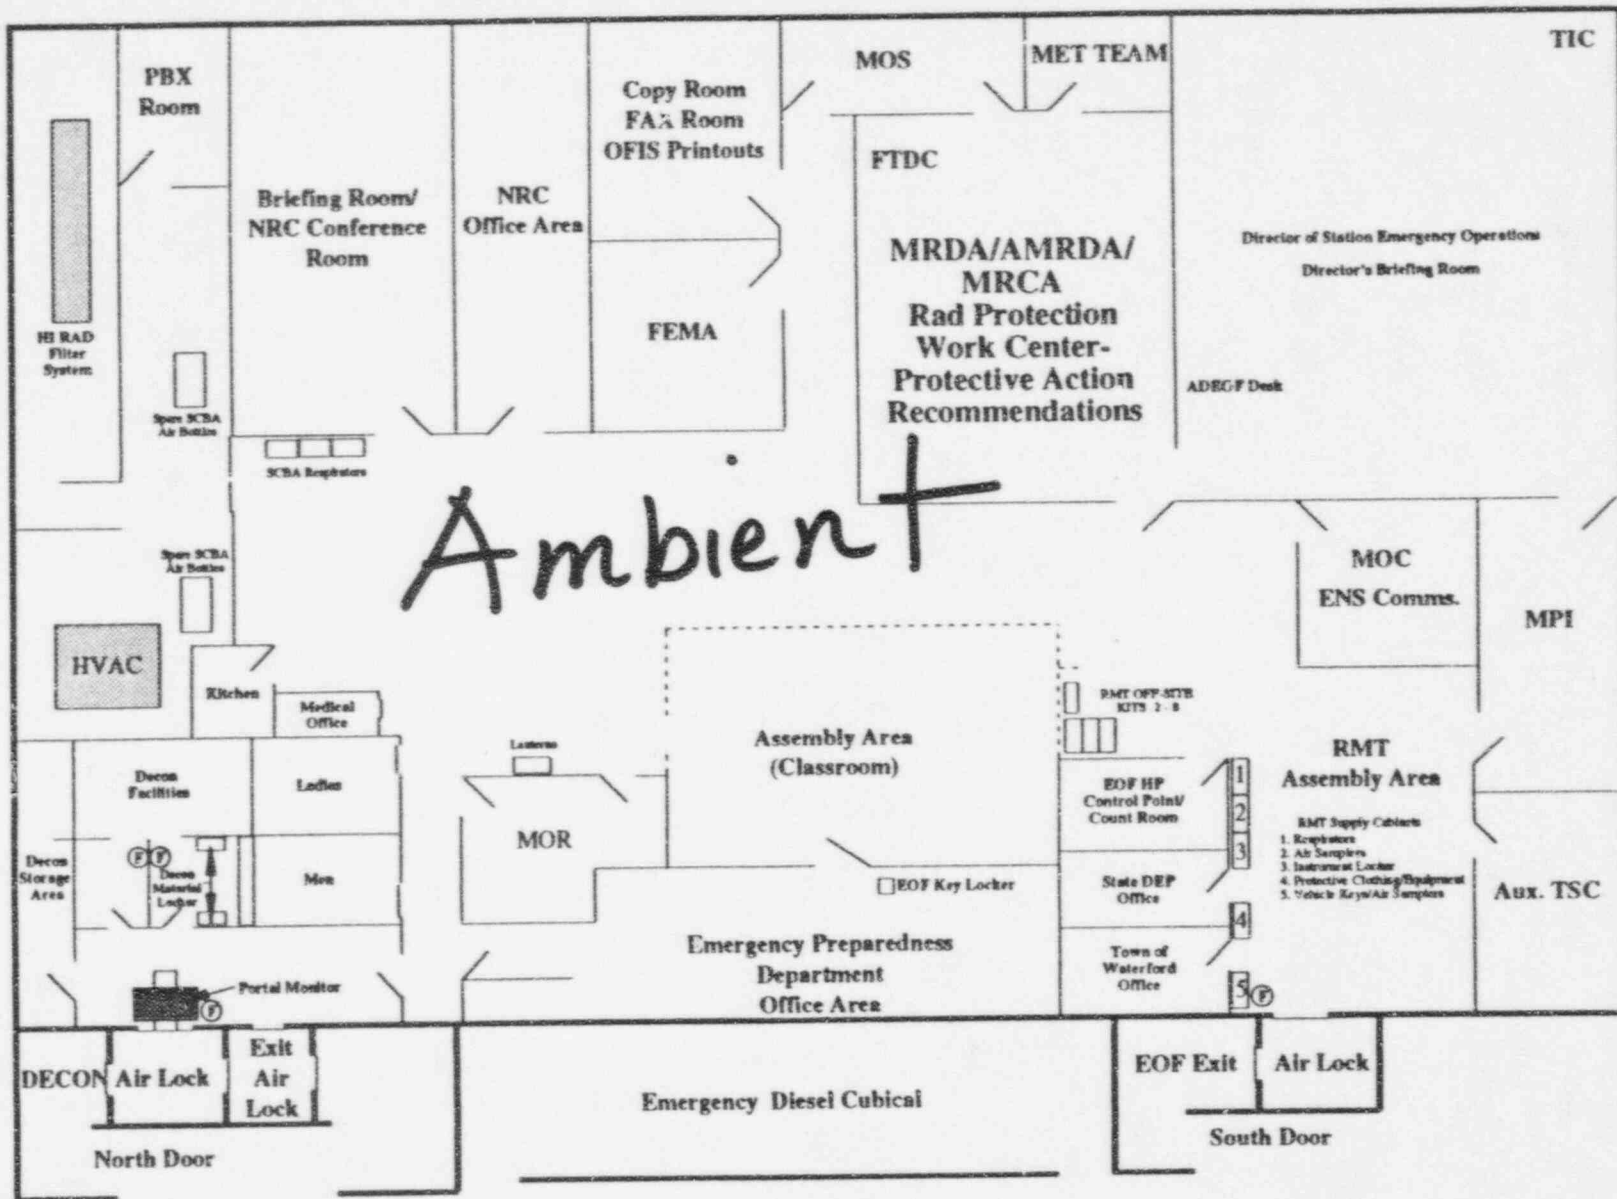 PBX
Room
HI RAD
Filter
System
Spare SCBA
Air Bottles
Briefing Room/
NRC Conference
Room
SCBA Respirators
NRC
Office Area
Copy Room
FAX Room
OFIS Printouts
FEMA
MOS
MET TEAM
FTDC
MRDA/AMRDA/
MRCA
Rad Protection
Work Center-
Protective Action
Recommendations
TIC
Director of Station Emergency Operations
Director's Briefing Room
ADEOF Desk
Ambient
Spare SCBA
Air Bottles
HVAC
Kitchen
Medical
Office
MOC
ENS Comms.
MPI
RMT OFF-SITE
KITS 2 - 8
Assembly Area
(Classroom)
Lanterns
MOR
EOF Key Locker
Decon
Facilities
Ladies
Decon
Storage
Area
F F
Decon
Material
Locker
Men
Portal Monitor
F
EOF HP
Control Point/
Count Room
State DEP
Office
Town of
Waterford
Office
1
2
3
4
5 F
RMT
Assembly Area
RMT Supply Cabinets
1. Respirators
2. Air Samplers
3. Instrument Locker
4. Protective Clothing/Equipment
5. Vehicle Keys/Air Samplers
Aux. TSC
Emergency Preparedness
Department
Office Area
DECON
Air Lock
Exit
Air
Lock
North Door
Emergency Diesel Cubical
EOF Exit
Air Lock
South Door